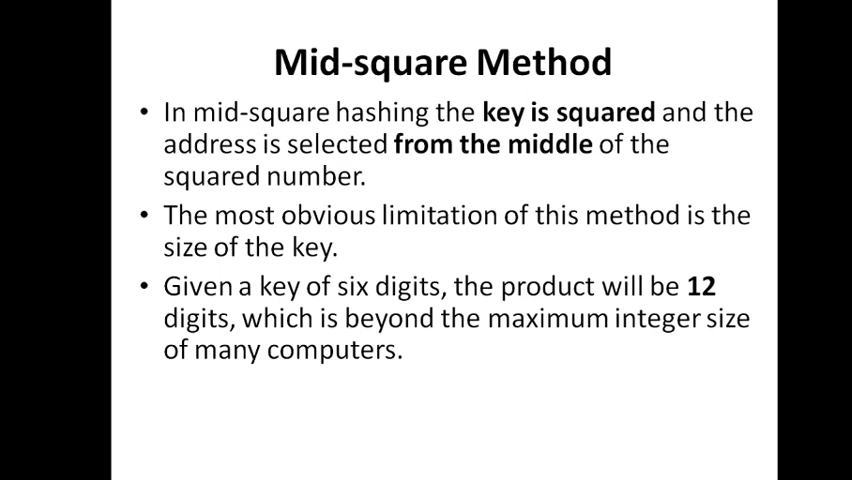 Mid-square Method
• In mid-square hashing the key is squared and the
address is selected from the middle of the
squared number.
• The most obvious limitation of this method is the
size of the key.
• Given a key of six digits, the product will be 12
digits, which is beyond the maximum integer size
of many computers.